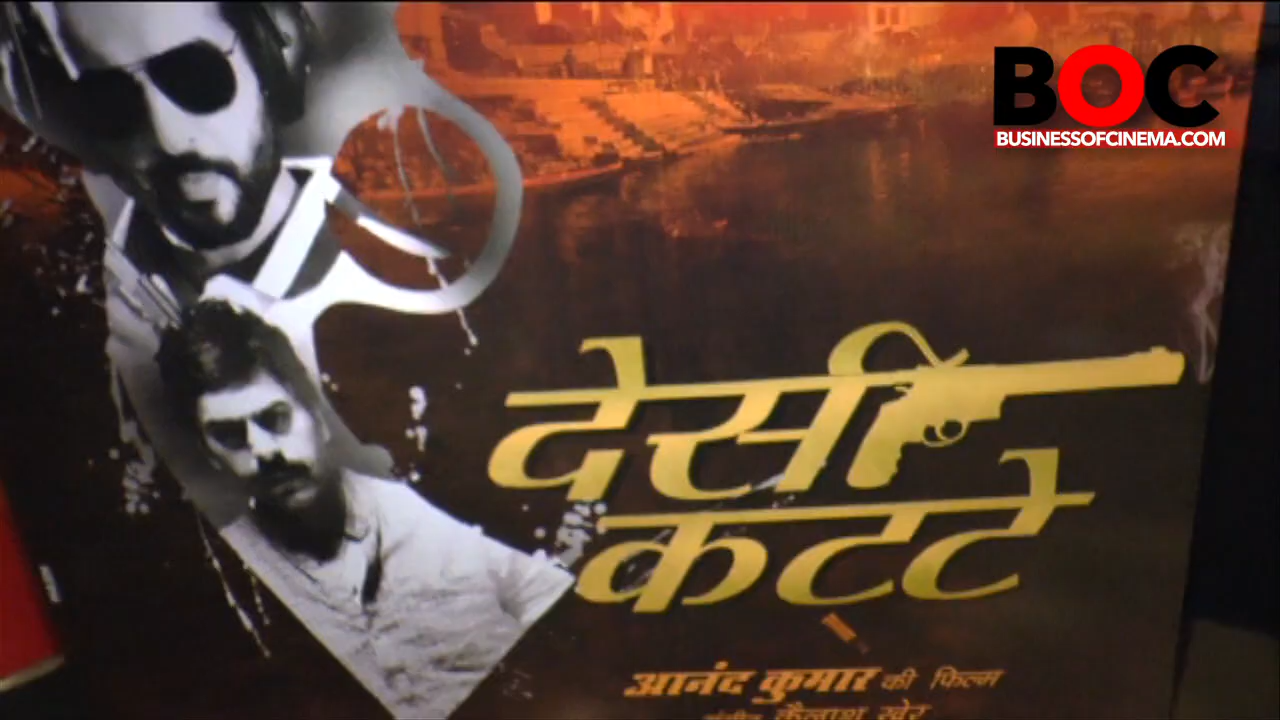 BOC
BUSINESSOFCINEMA.COM
देसी
कट्टे
आनंद कुमार की फिल्म
संगीत कैलाश खेर